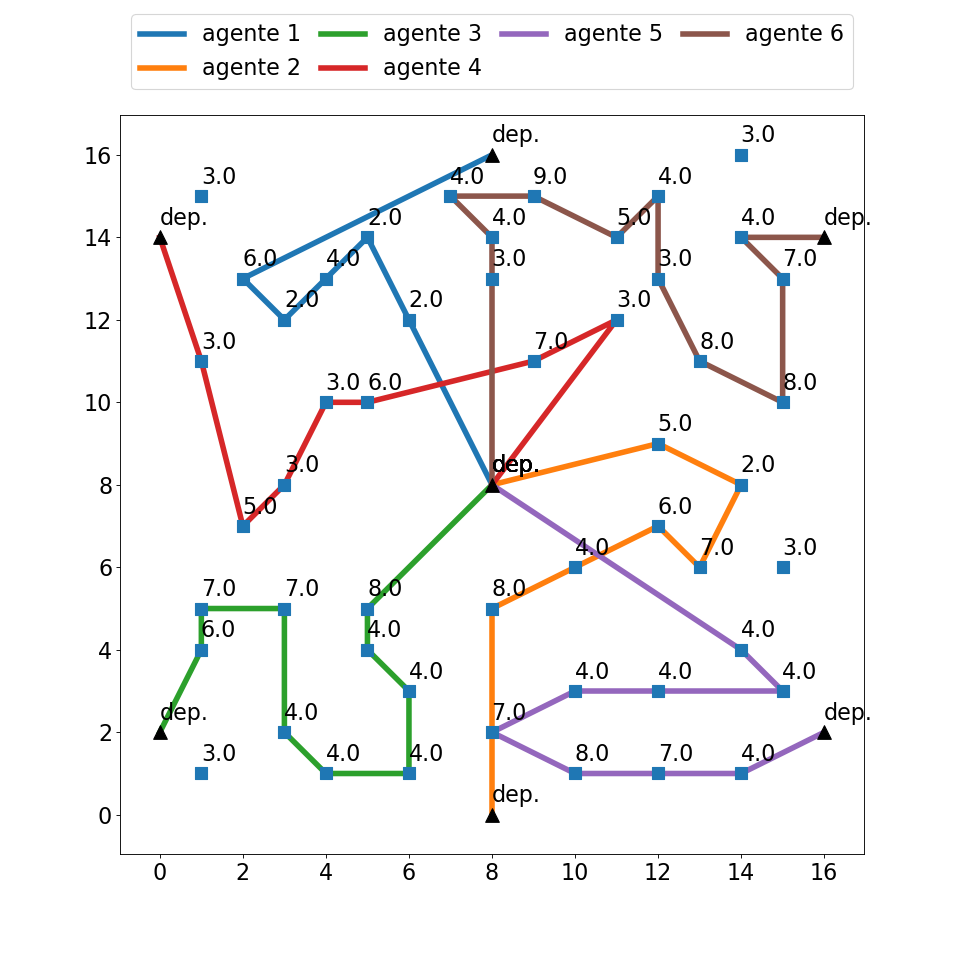 agente 1 agente 3 agente 5 agente 6
agente 2 agente 4
dep. 3.0
16
3.0 4.0 9.0 4.0
dep. 2.0 4.0 4.0 dep.
5.0
14
6.0 4.0 3.0 3.0 7.0
2.0 2.0 3.0
12
3.0 7.0 8.0
3.0 6.0 8.0
10
5.0
3.0 dep. 2.0
8
5.0 6.0
4.0 7.0 3.0
6
7.0 7.0 8.0 8.0
6.0 4.0 4.0
4
4.0 4.0 4.0 4.0
dep. 4.0 7.0 dep.
2
3.0 4.0 4.0 8.0 7.0 4.0
dep.
0
0 2 4 6 8 10 12 14 16